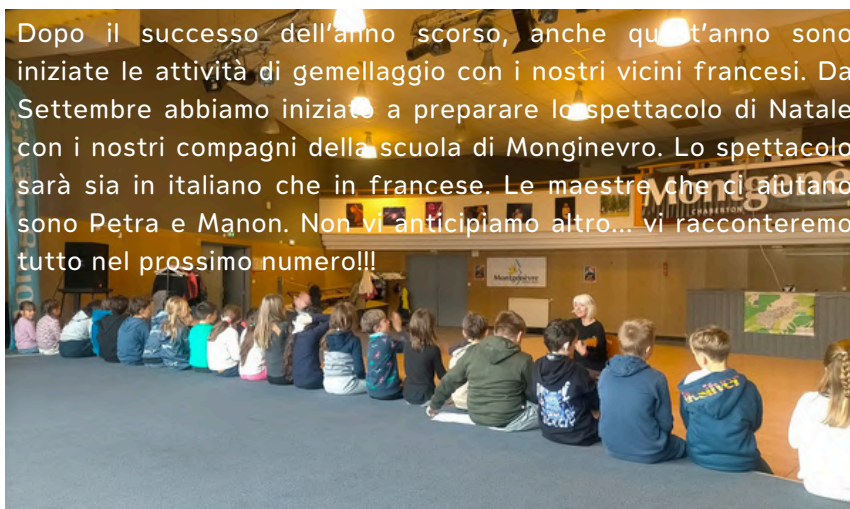 Dopo il successo dell'anno scorso, anche quest'anno sono
iniziate le attività di gemellaggio con i nostri vicini francesi. Da
Settembre abbiamo iniziato a preparare lo spettacolo di Natale
con i nostri compagni della scuola di Monginevro. Lo spettacolo
sarà sia in italiano che in francese. Le maestre che ci aiutano
sono Petra e Manon. Non vi anticipiamo altro... vi racconteremo
tutto nel prossimo numero!!!
Montgenèv
CHABERTON
Montgenèvre